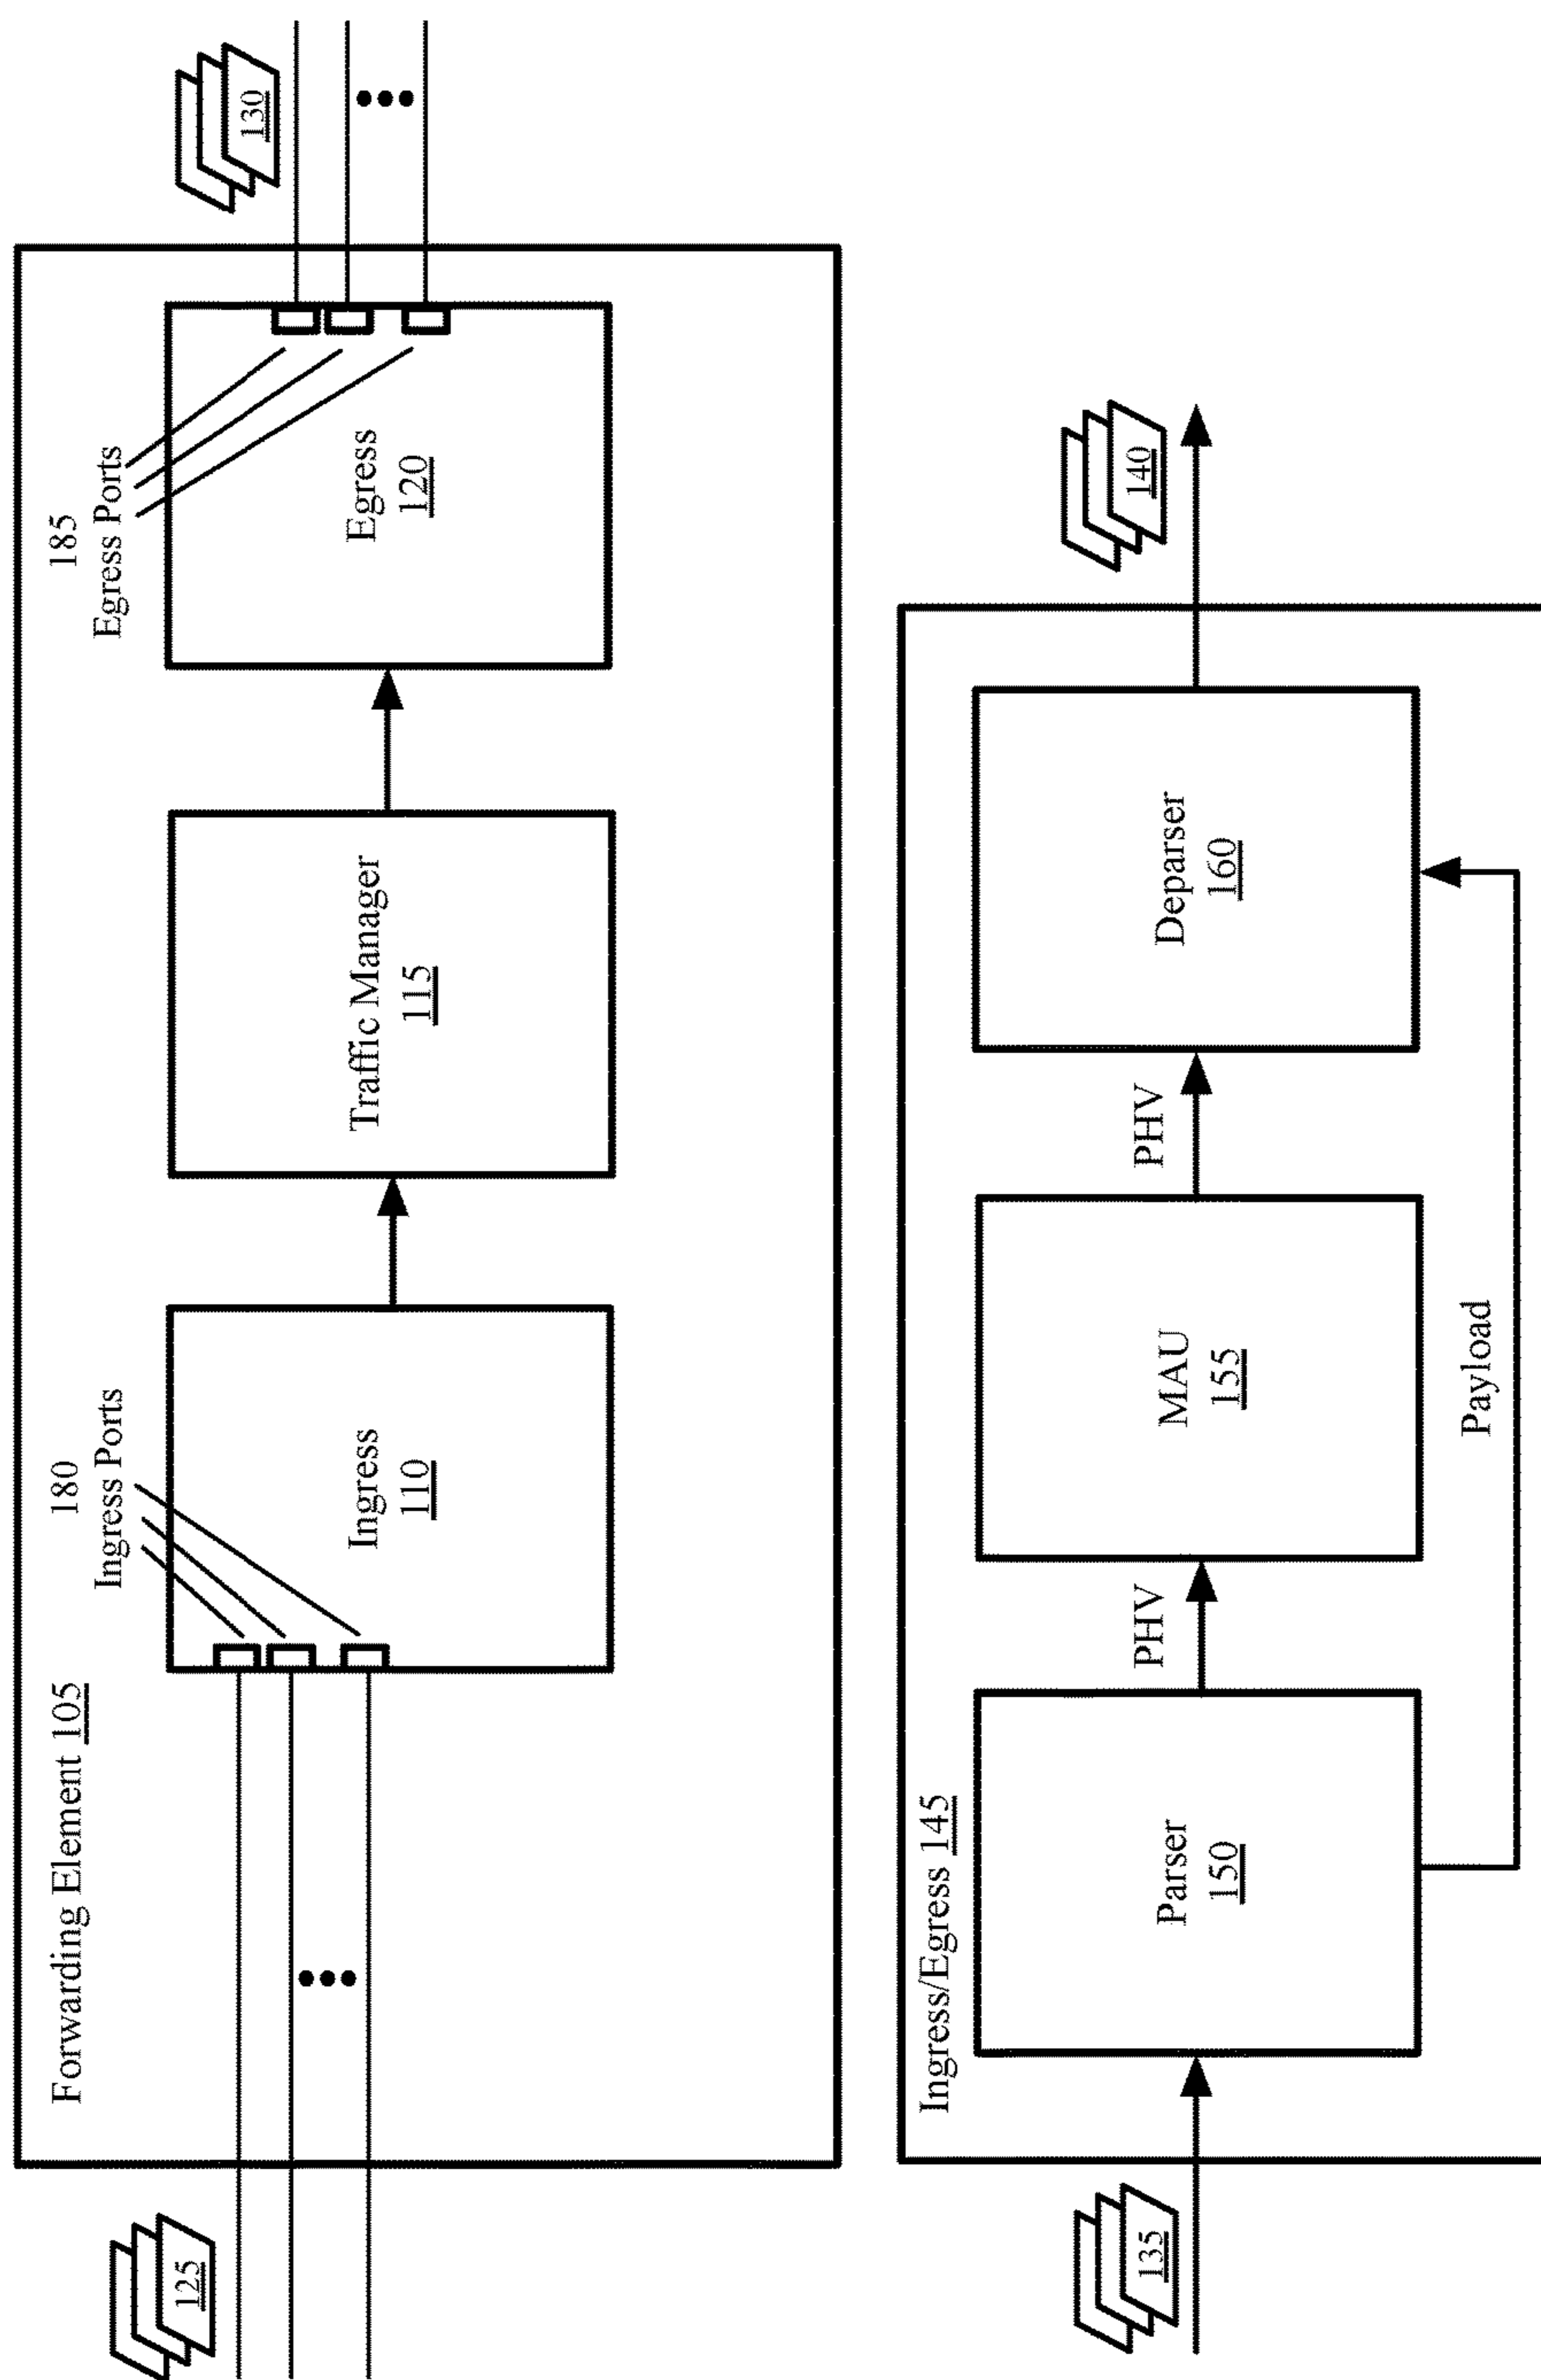 Forwarding Element 105
180
Ingress Ports
185
Egress Ports
125
Ingress
110
Traffic Manager
115
Egress
120
130
Ingress/Egress 145
135
Parser
150
PHV
MAU
155
PHV
Deparser
160
Payload
140